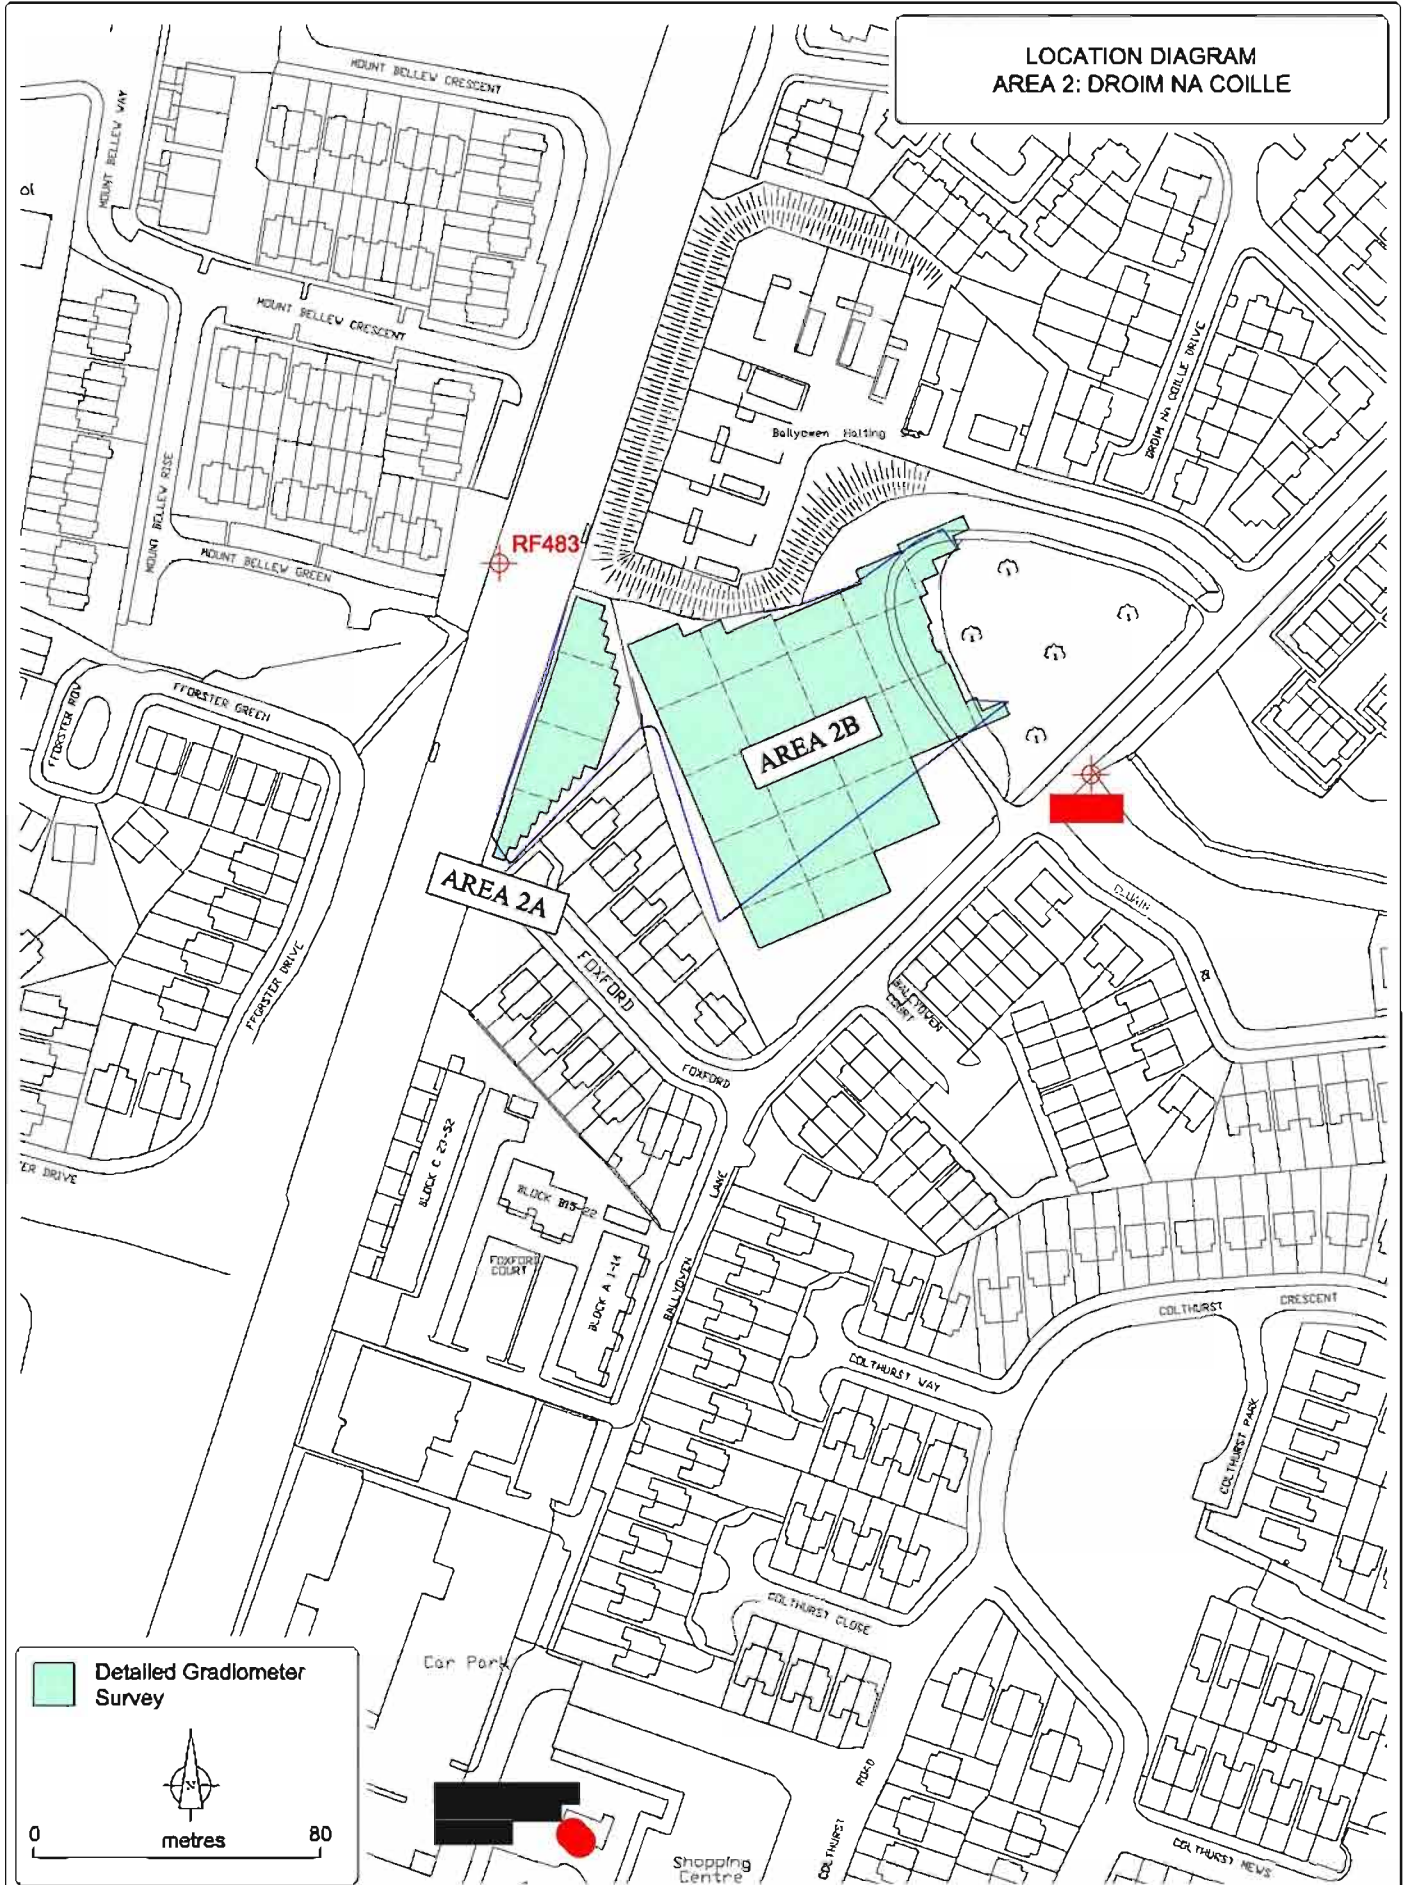 LOCATION DIAGRAM
AREA 2: DROIM NA COILLE
MOUNT BELLEW CRESCENT
MOUNT BELLEW WAY
ol
MOUNT BELLEW CRESCENT
DROIM NA COILLE DRIVE
Ballyowen Halting
MOUNT BELLEW RISE
RF483
MOUNT BELLEW GREEN
FFORSTER ROW
FFORSTER GREEN
AREA 2B
AREA 2A
FFORSTER DRIVE
FOXFORD
BALLYOWEN
COURT
FOXFORD
BLOCK C 23-52
TER DRIVE
LANE
BLOCK B15-22
FOXFORD
COURT
BLOCK A 1-14
BALLYOWEN
COLTHURST
CRESCENT
COLTHURST WAY
COLTHURST PARK
COLTHURST CLOSE
Car Park
Detailed Gradiometer
Survey
N
0 metres 80
ROAD
COLTHURST
COLTHURST MEWS
Shopping
Centre